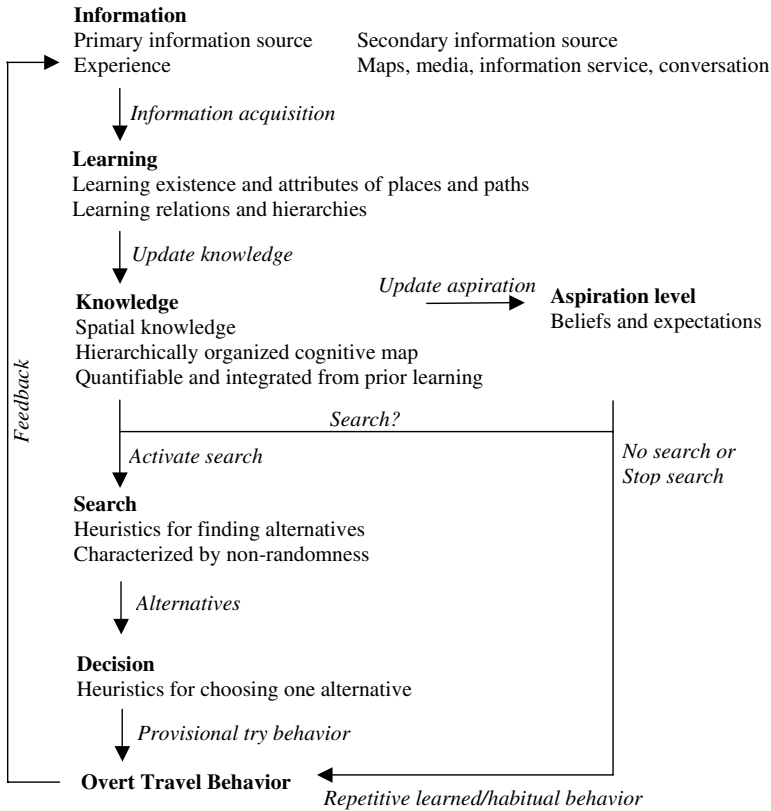 Information
Primary information source Secondary information source
Experience Maps, media, information service, conversation
Information acquisition
Learning
Learning existence and attributes of places and paths
Learning relations and hierarchies
Update knowledge
Update aspiration
Knowledge Aspiration level
Spatial knowledge Beliefs and expectations
Hierarchically organized cognitive map
Quantifiable and integrated from prior learning
Feedback
Search?
Activate search No search or
Stop search
Search
Heuristics for finding alternatives
Characterized by non-randomness
Alternatives
Decision
Heuristics for choosing one alternative
Provisional try behavior
Overt Travel Behavior
Repetitive learned/habitual behavior